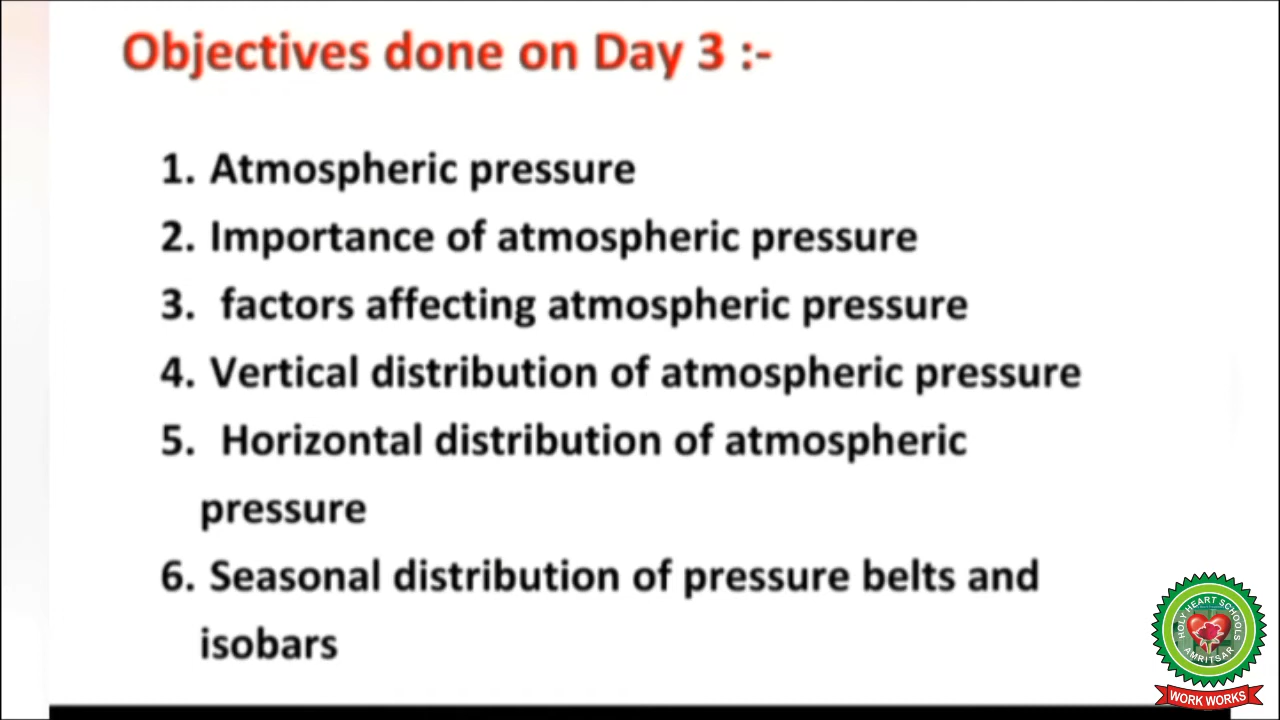 Objectives done on Day 3 :-
1. Atmospheric pressure
2. Importance of atmospheric pressure
3. factors affecting atmospheric pressure
4. Vertical distribution of atmospheric pressure
5. Horizontal distribution of atmospheric
pressure
6. Seasonal distribution of pressure belts and
isobars
HOLY HEART SCHOOLS
AMRITSAR
WORK WORKS